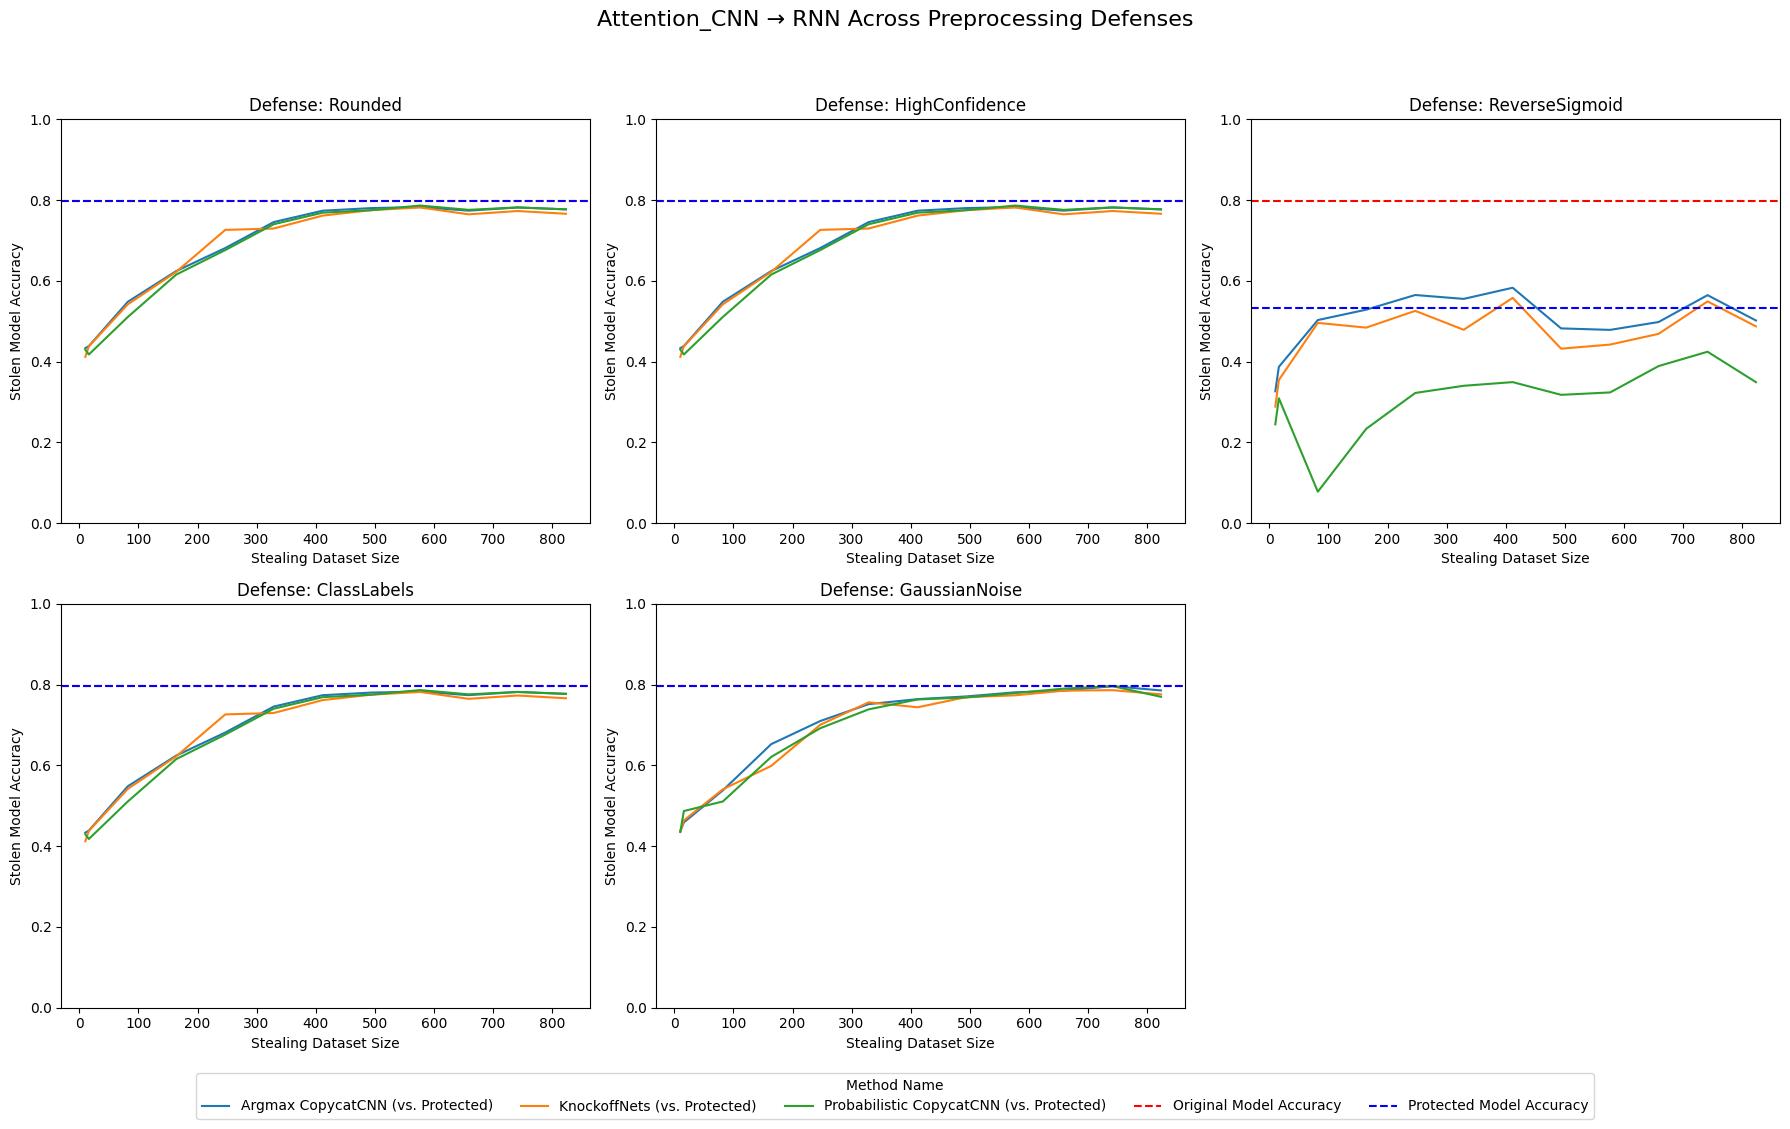 Attention_CNN → RNN Across Preprocessing Defenses
Defense: Rounded
Stolen Model Accuracy
1.0
0.8
0.6
0.4
0.2
0.0
0 100 200 300 400 500 600 700 800
Stealing Dataset Size
Defense: HighConfidence
Stolen Model Accuracy
1.0
0.8
0.6
0.4
0.2
0.0
0 100 200 300 400 500 600 700 800
Stealing Dataset Size
Defense: ReverseSigmoid
Stolen Model Accuracy
1.0
0.8
0.6
0.4
0.2
0.0
0 100 200 300 400 500 600 700 800
Stealing Dataset Size
Defense: ClassLabels
Stolen Model Accuracy
1.0
0.8
0.6
0.4
0.2
0.0
0 100 200 300 400 500 600 700 800
Stealing Dataset Size
Defense: GaussianNoise
Stolen Model Accuracy
1.0
0.8
0.6
0.4
0.2
0.0
0 100 200 300 400 500 600 700 800
Stealing Dataset Size
Method Name
Argmax CopycatCNN (vs. Protected) KnockoffNets (vs. Protected) Probabilistic CopycatCNN (vs. Protected) Original Model Accuracy Protected Model Accuracy